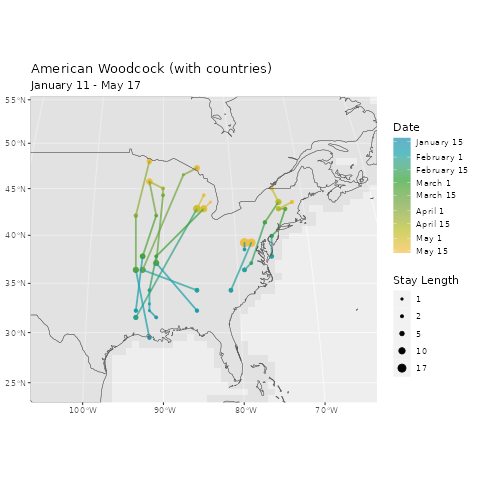 American Woodcock (with countries)
January 11 - May 17
55°N
50°N
45°N
40°N
35°N
30°N
25°N
100°W
90°W
80°W
70°W
Date
January 15
February 1
February 15
March 1
March 15
April 1
April 15
May 1
May 15
Stay Length
1
2
5
10
17